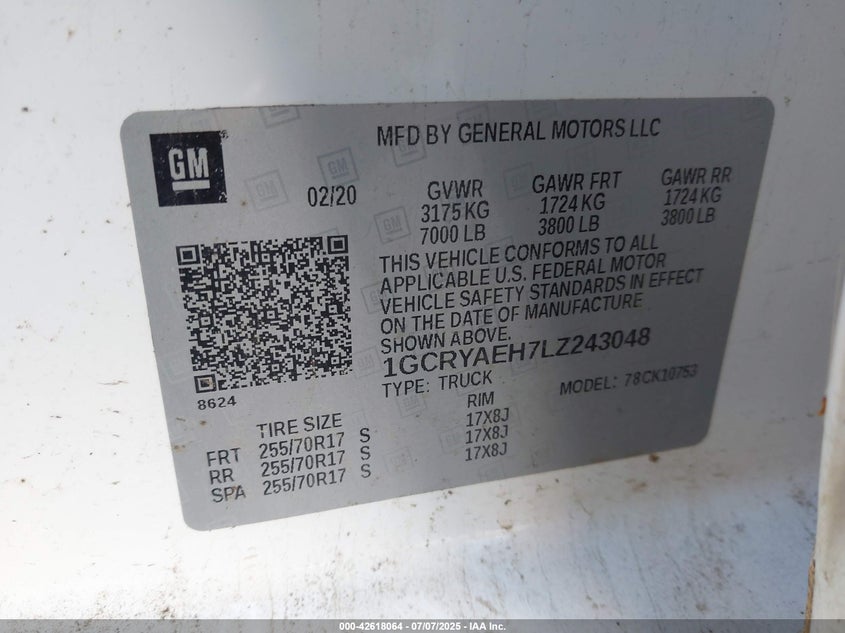 GM
MFD BY GENERAL MOTORS LLC
02/20
GVWR GAWR FRT GAWR RR
3175 KG 1724 KG 1724 KG
7000 LB 3800 LB 3800 LB
THIS VEHICLE CONFORMS TO ALL
APPLICABLE U.S. FEDERAL MOTOR
VEHICLE SAFETY STANDARDS IN EFFECT
ON THE DATE OF MANUFACTURE
SHOWN ABOVE.
1GCRYAEH7LZ243048
TYPE: TRUCK MODEL: 78CK10753
8624
TIRE SIZE RIM
FRT 255/70R17 S 17X8J
RR 255/70R17 S 17X8J
SPA 255/70R17 S 17X8J
000-42618064 - 07/07/2025 - IAA Inc.